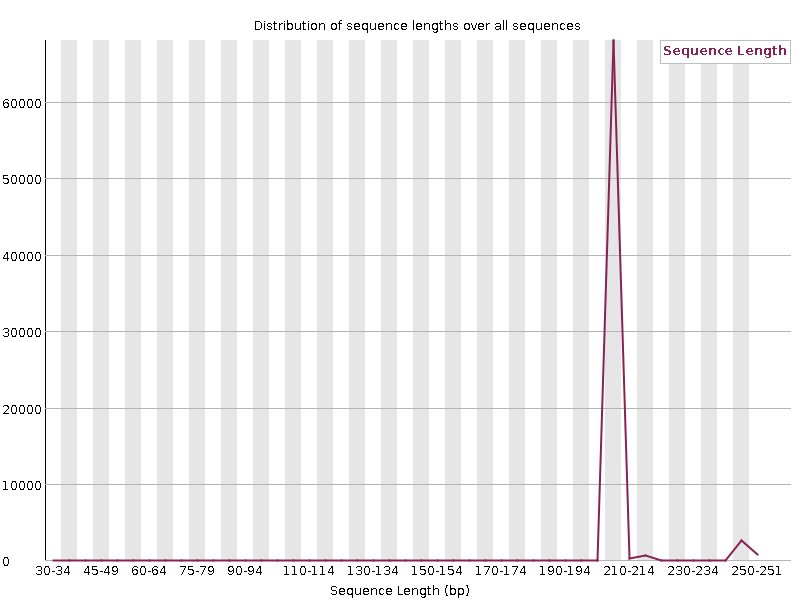 Distribution of sequence lengths over all sequences
Sequence Length
60000
50000
40000
30000
20000
10000
0
30-34 45-49 60-64 75-79 90-94 110-114 130-134 150-154 170-174 190-194 210-214 230-234 250-251
Sequence Length (bp)